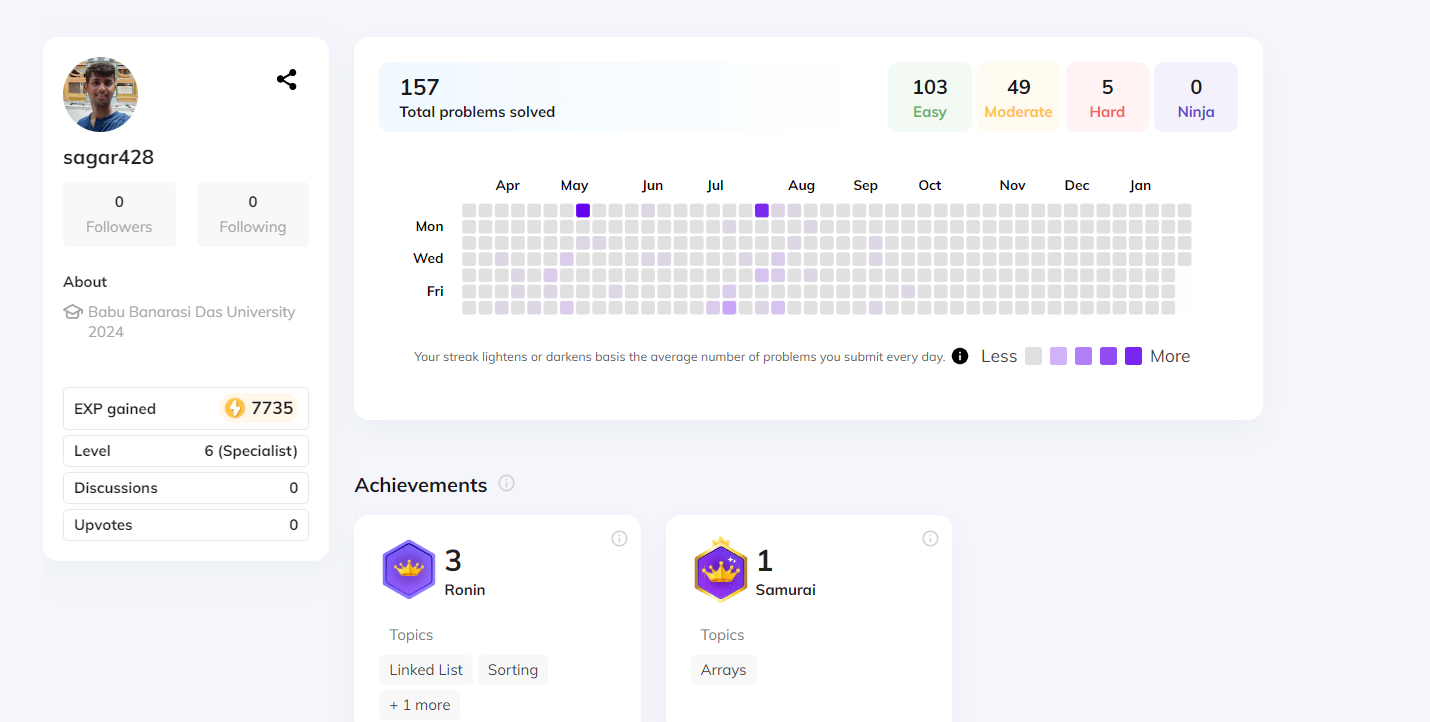 sagar428
0
Followers
0
Following
About
Babu Banarasi Das University
2024
EXP gained 7735
Level 6 (Specialist)
Discussions 0
Upvotes 0
157
Total problems solved
103
Easy
49
Moderate
5
Hard
0
Ninja
Apr May Jun Jul Aug Sep Oct Nov Dec Jan
Mon
Wed
Fri
Your streak lightens or darkens basis the average number of problems you submit every day. Less More
Achievements
3
Ronin
Topics
Linked List Sorting
+ 1 more
1
Samurai
Topics
Arrays